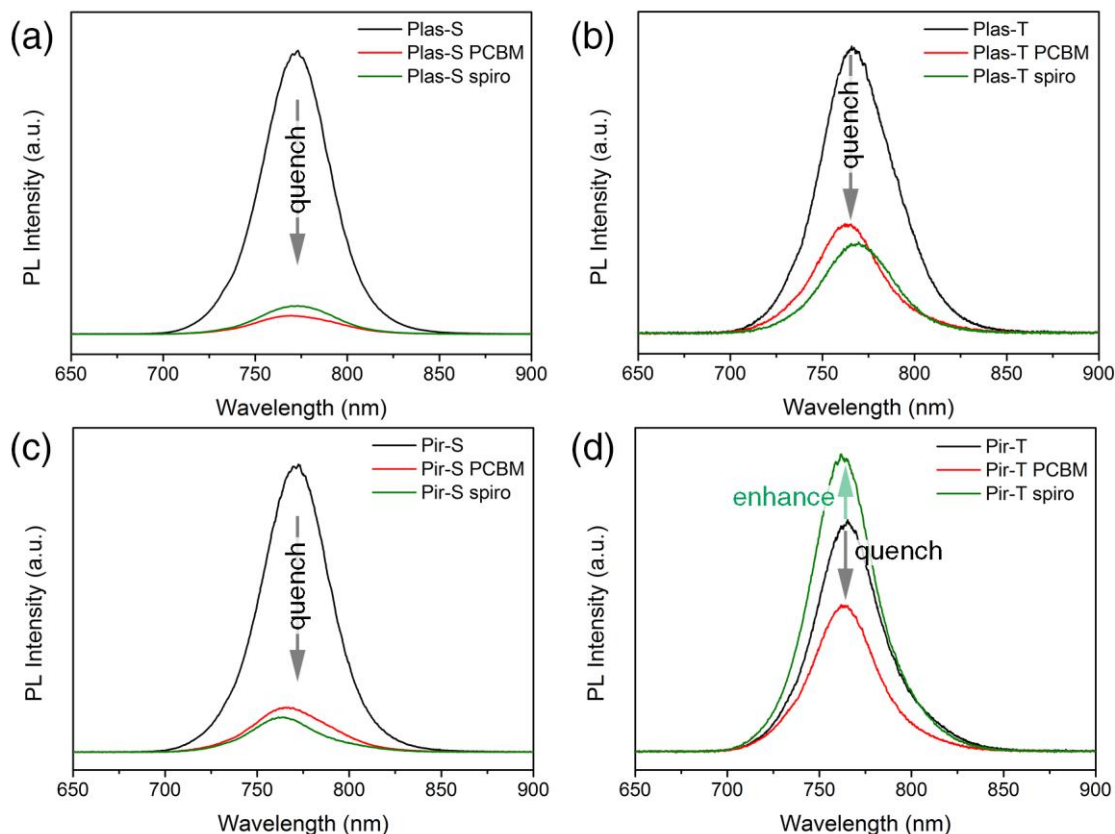 (a)
Plas-S
Plas-S PCBM
Plas-S spiro
quench
PL Intensity (a.u.)
650 700 750 800 850 900
Wavelength (nm)
(b)
Plas-T
Plas-T PCBM
Plas-T spiro
quench
PL Intensity (a.u.)
650 700 750 800 850 900
Wavelength (nm)
(c)
Pir-S
Pir-S PCBM
Pir-S spiro
quench
PL Intensity (a.u.)
650 700 750 800 850 900
Wavelength (nm)
(d)
Pir-T
Pir-T PCBM
Pir-T spiro
enhance
quench
PL Intensity (a.u.)
650 700 750 800 850 900
Wavelength (nm)